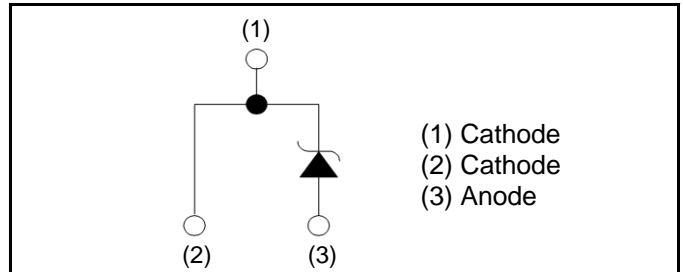 (1)
(1) Cathode
(2) Cathode
(3) Anode
(2) (3)